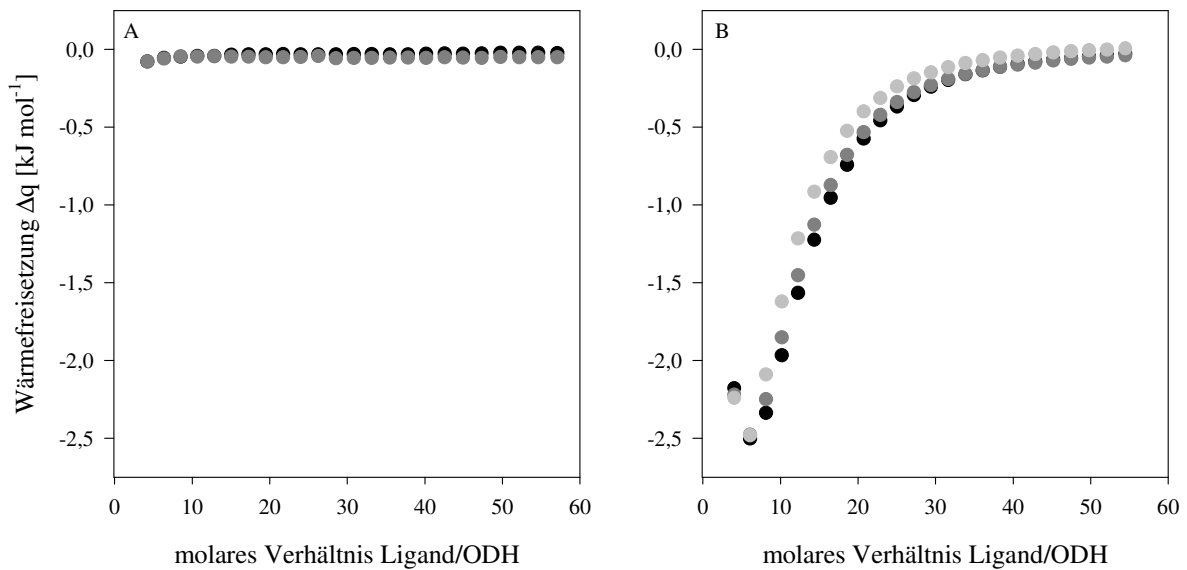 A
B
Wärmefreisetzung Δq [kJ mol⁻¹]
0,0
-0,5
-1,0
-1,5
-2,0
-2,5
0 10 20 30 40 50 60
molares Verhältnis Ligand/ODH
0,0
-0,5
-1,0
-1,5
-2,0
-2,5
0 10 20 30 40 50 60
molares Verhältnis Ligand/ODH